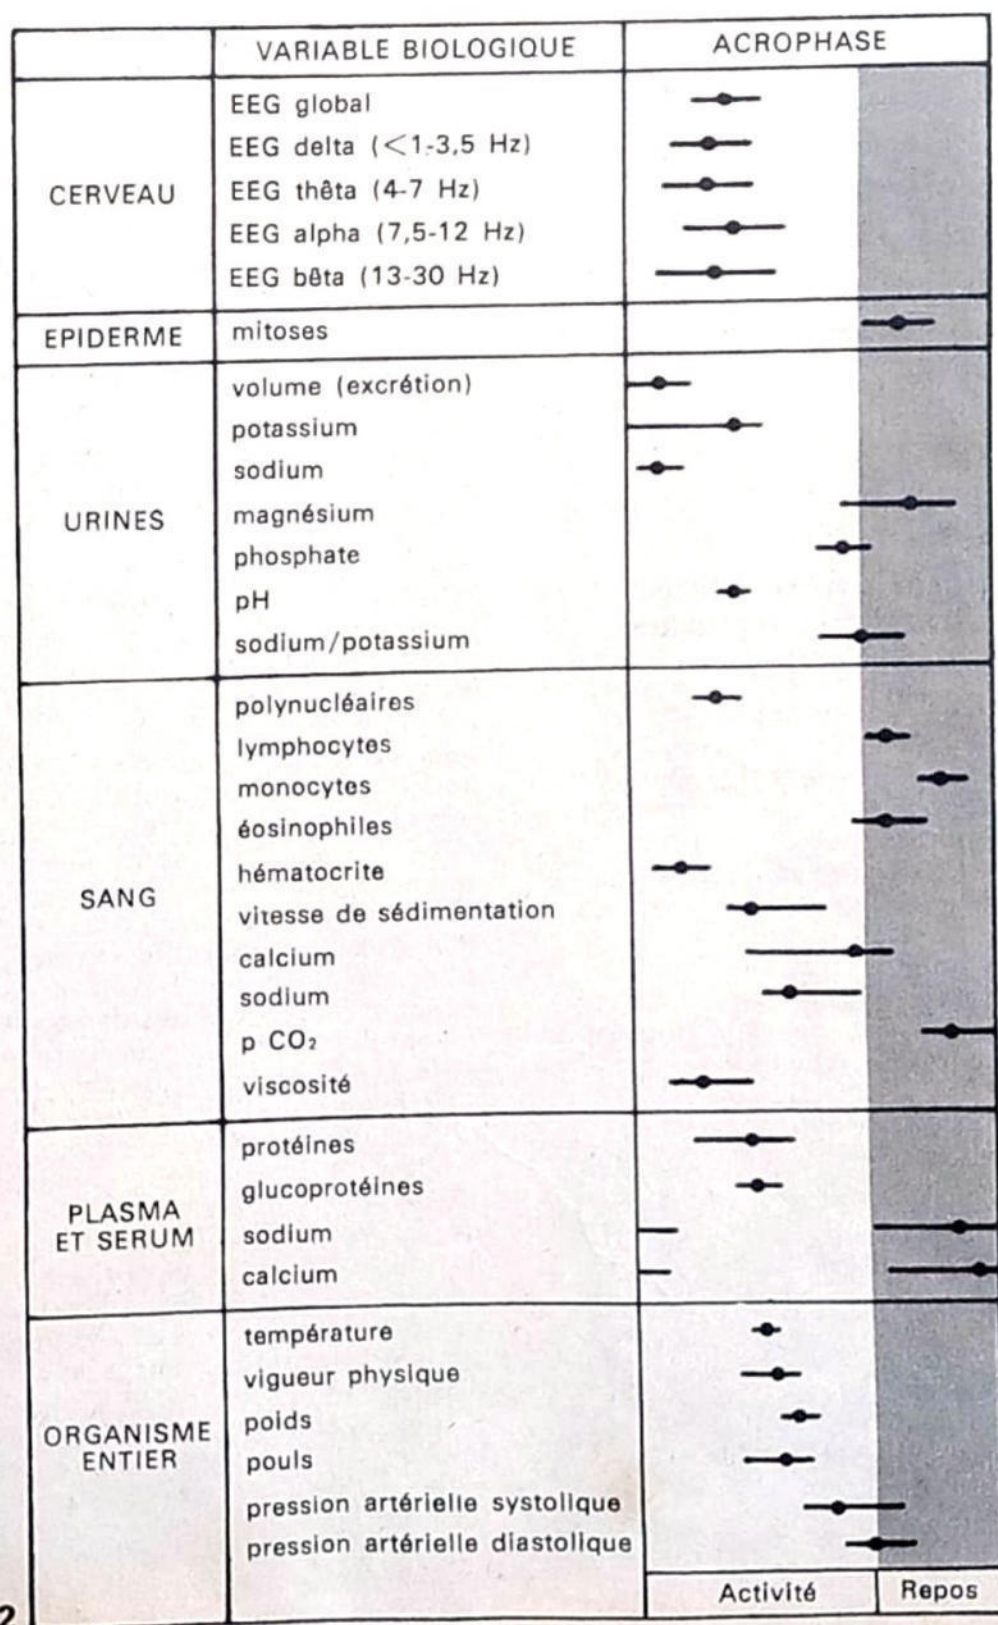 VARIABLE BIOLOGIQUE
ACROPHASE
CERVEAU
EEG global
EEG delta (<1-3,5 Hz)
EEG thêta (4-7 Hz)
EEG alpha (7,5-12 Hz)
EEG bêta (13-30 Hz)
EPIDERME
mitoses
URINES
volume (excrétion)
potassium
sodium
magnésium
phosphate
pH
sodium/potassium
SANG
polynucléaires
lymphocytes
monocytes
éosinophiles
hématocrite
vitesse de sédimentation
calcium
sodium
p CO₂
viscosité
PLASMA
ET SERUM
protéines
glucoprotéines
sodium
calcium
ORGANISME
ENTIER
température
vigueur physique
poids
pouls
pression artérielle systolique
pression artérielle diastolique
Activité
Repos
2